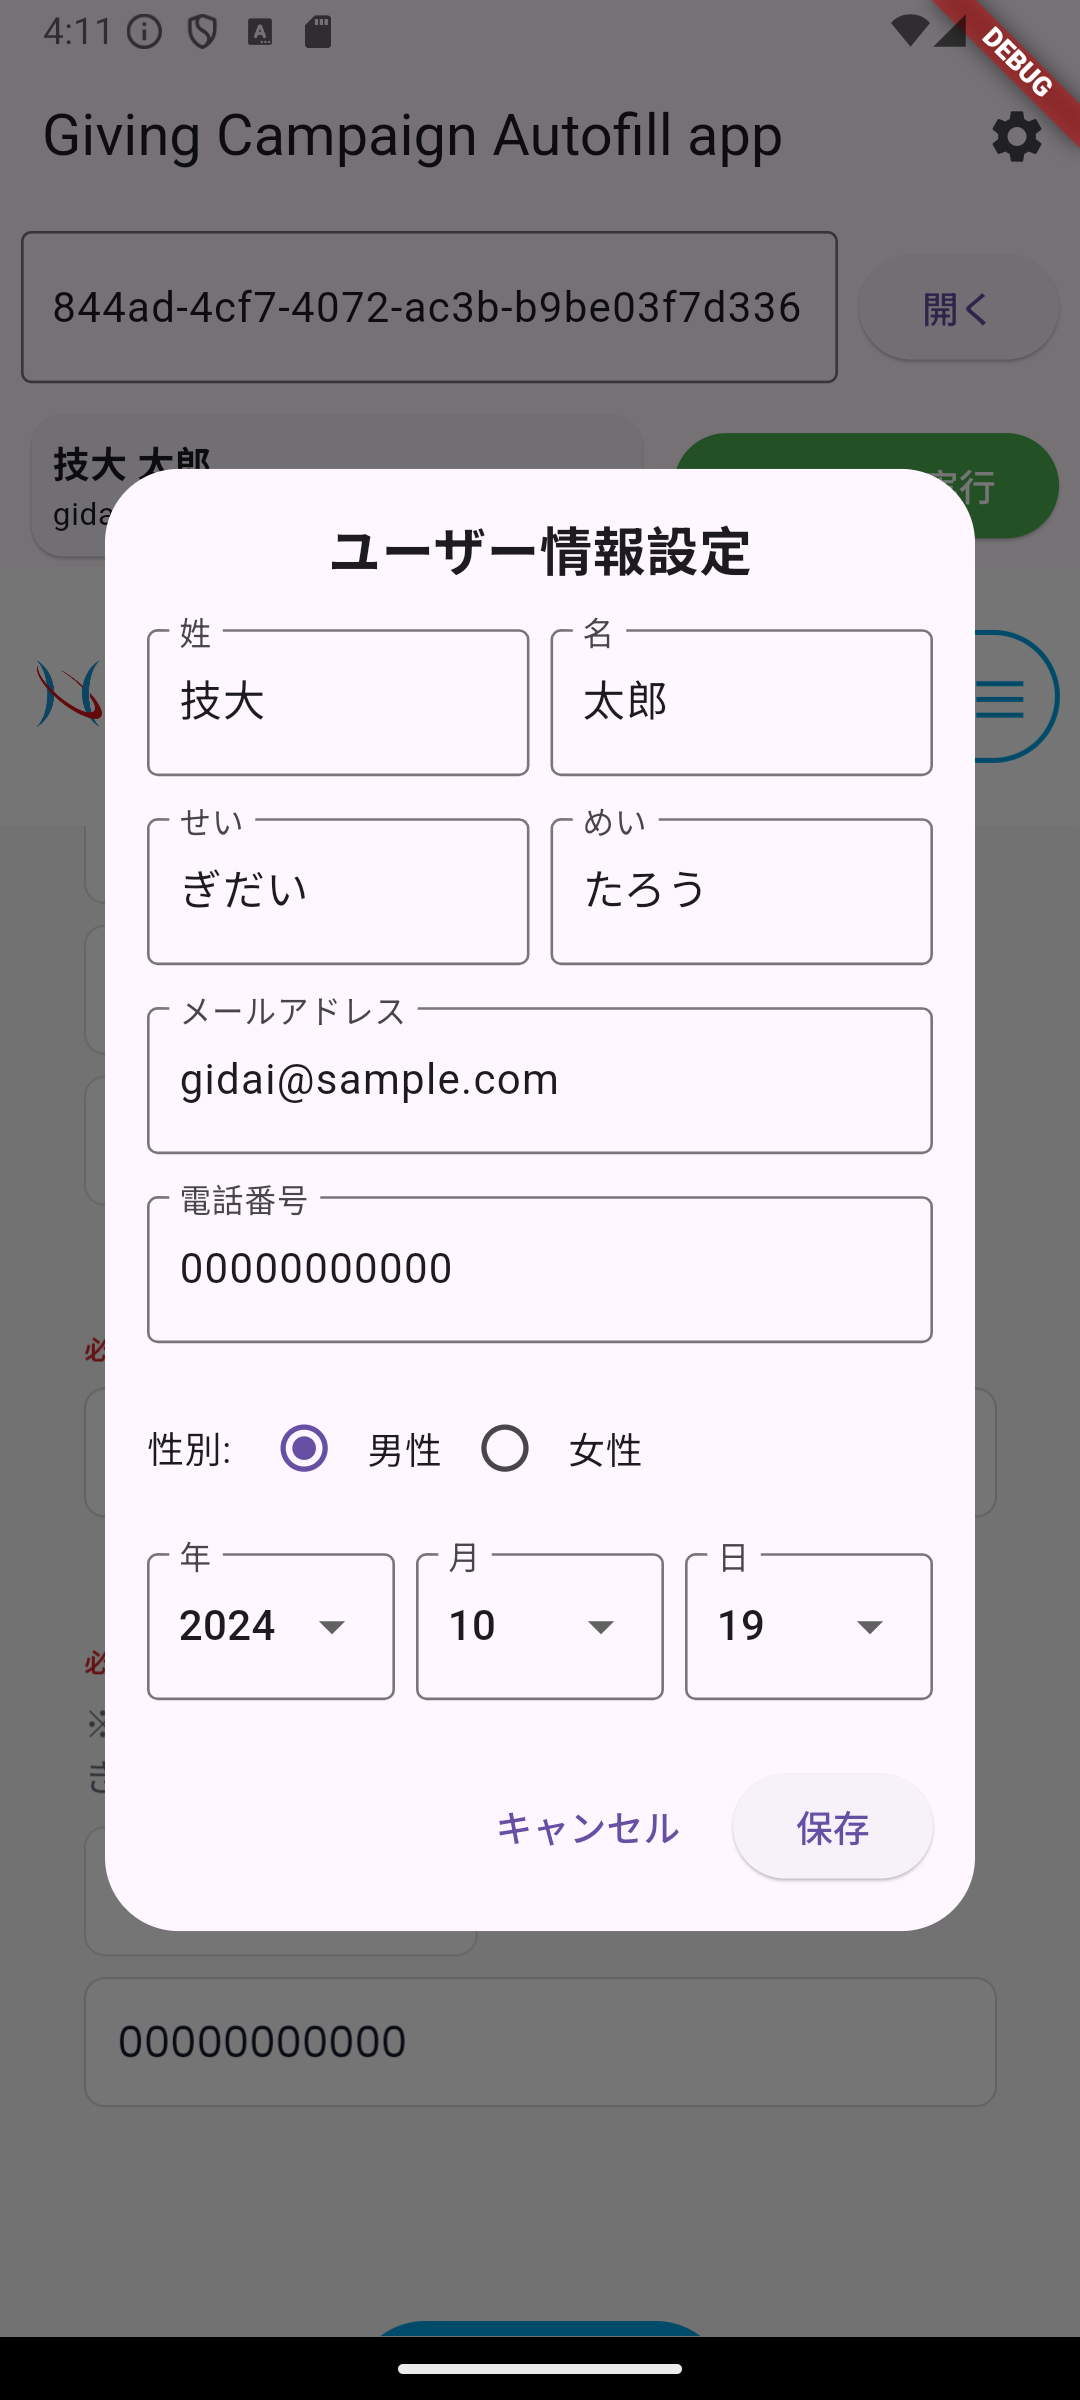 4:11
DEBUG
Giving Campaign Autofill app
844ad-4cf7-4072-ac3b-b9be03f7d336
開く
技大 太郎
gida
実行
ユーザー情報設定
姓
名
技大
太郎
せい
めい
ぎだい
たろう
メールアドレス
gidai@sample.com
電話番号
00000000000
必
性別:
男性
女性
年
月
日
2024
10
19
必
※
キャンセル
保存
00000000000